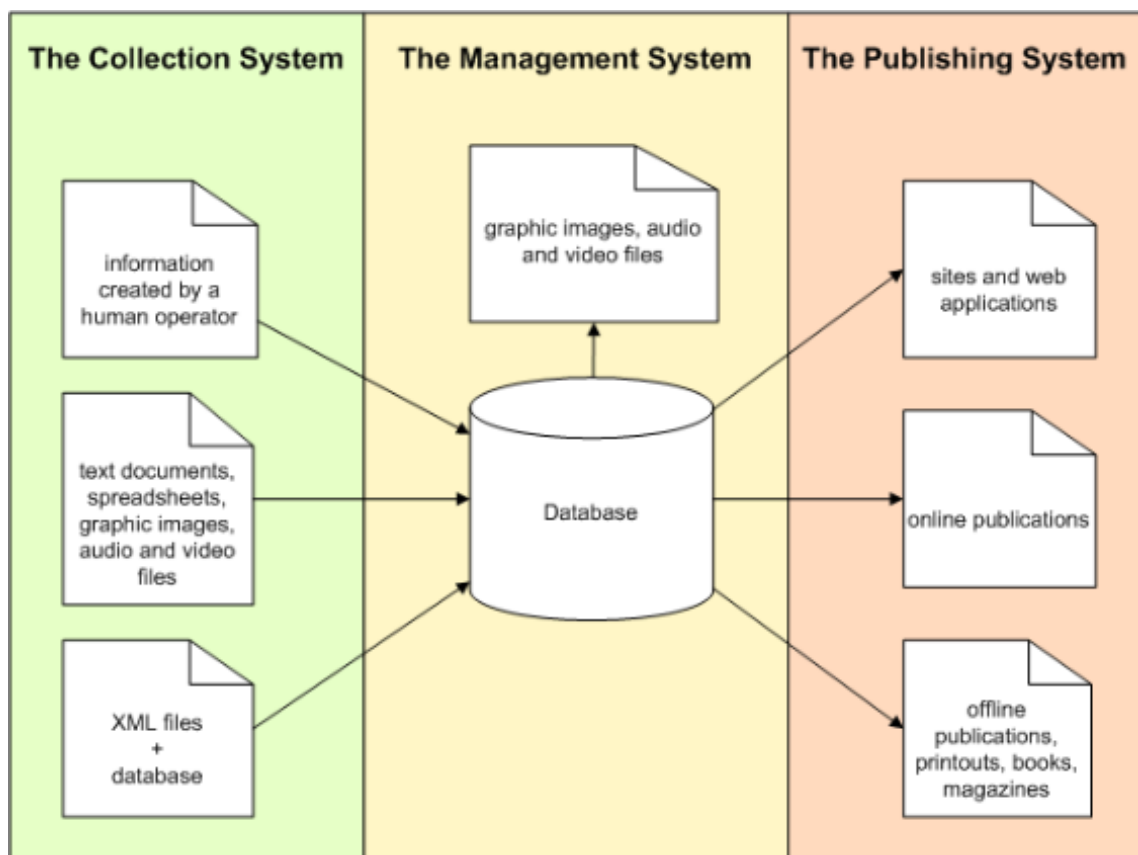 The Collection System
The Management System
The Publishing System
information
created by a
human operator
text documents,
spreadsheets,
graphic images,
audio and video
files
XML files
+
database
graphic images, audio
and video files
Database
sites and web
applications
online publications
offline
publications,
printouts, books,
magazines